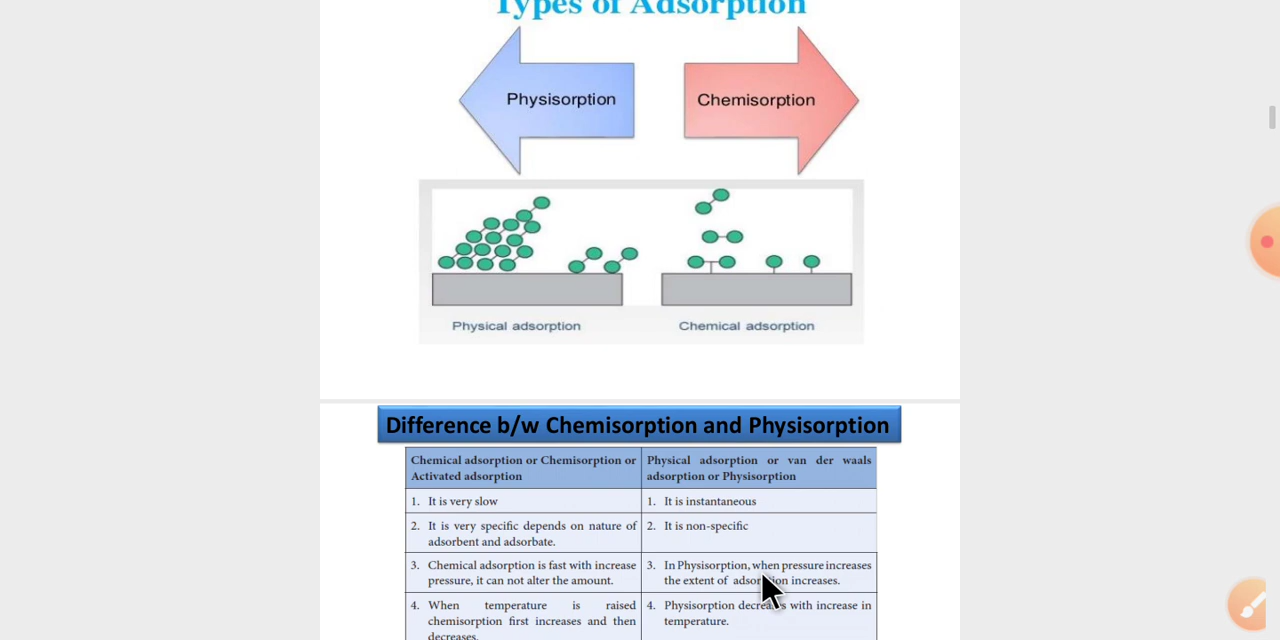 Types of Adsorption
Physisorption
Chemisorption
Physical adsorption
Chemical adsorption
Difference b/w Chemisorption and Physisorption
Chemical adsorption or Chemisorption or
Activated adsorption
Physical adsorption or van der waals
adsorption or Physisorption
1. It is very slow
1. It is instantaneous
2. It is very specific depends on nature of
adsorbent and adsorbate.
2. It is non-specific
3. Chemical adsorption is fast with increase
pressure, it can not alter the amount.
3. In Physisorption, when pressure increases
the extent of adsorption increases.
4. When temperature is raised
chemisorption first increases and then
decreases.
4. Physisorption decreases with increase in
temperature.